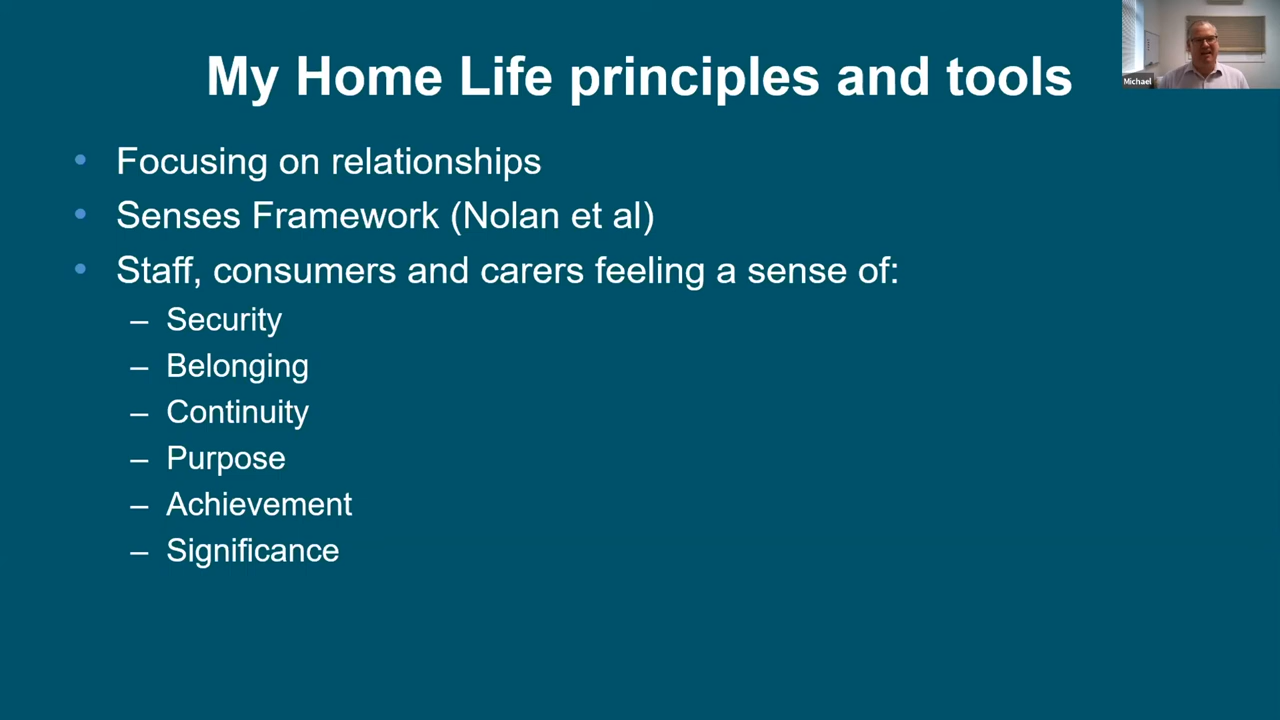 My Home Life principles and tools
Michael
• Focusing on relationships
• Senses Framework (Nolan et al)
• Staff, consumers and carers feeling a sense of:
– Security
– Belonging
– Continuity
– Purpose
– Achievement
– Significance